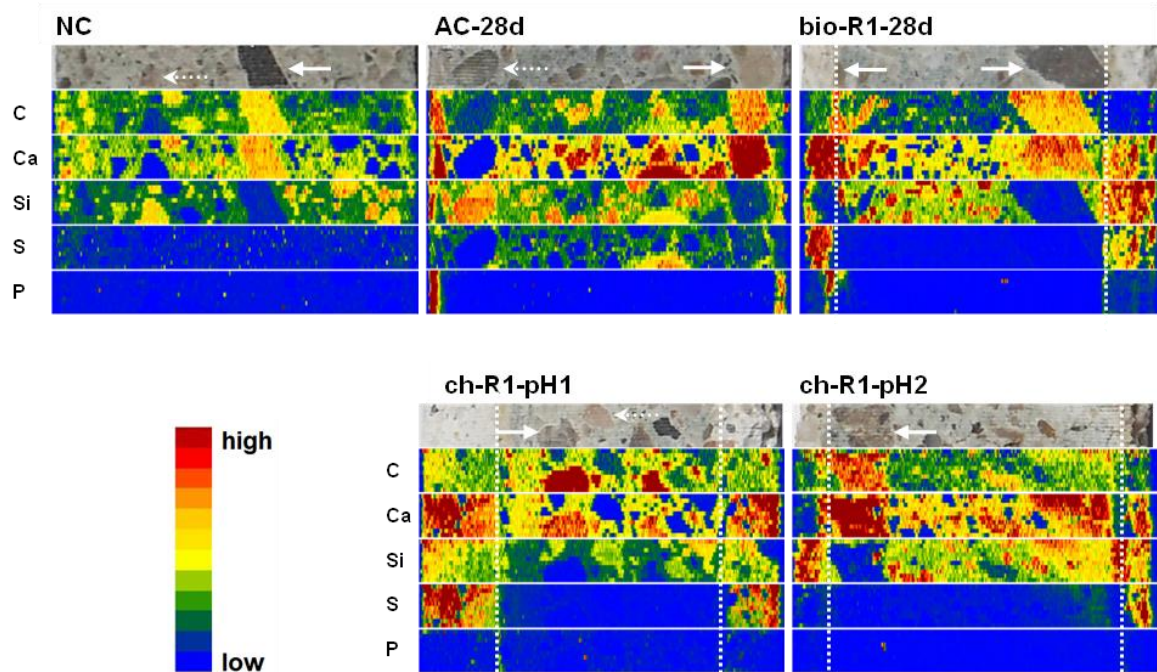 NC AC-28d bio-R1-28d
C
Ca
Si
S
P
ch-R1-pH1 ch-R1-pH2
high
C
Ca
Si
S
P
low